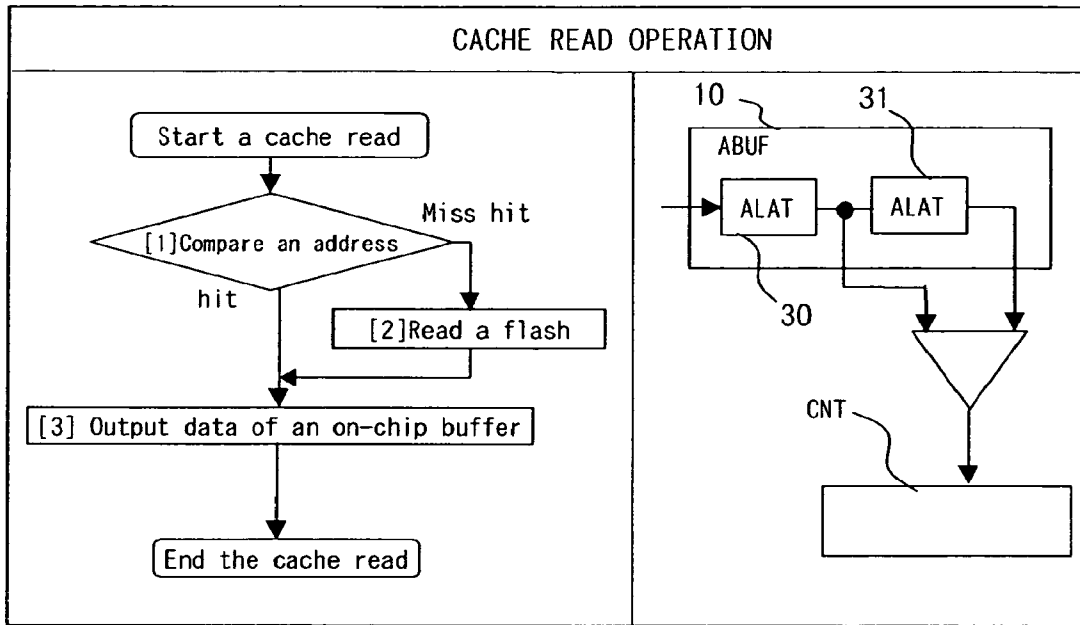 CACHE READ OPERATION
Start a cache read
[1]Compare an address
Miss hit
hit
[2]Read a flash
[3] Output data of an on-chip buffer
End the cache read
10
31
ABUF
ALAT
ALAT
30
CNT